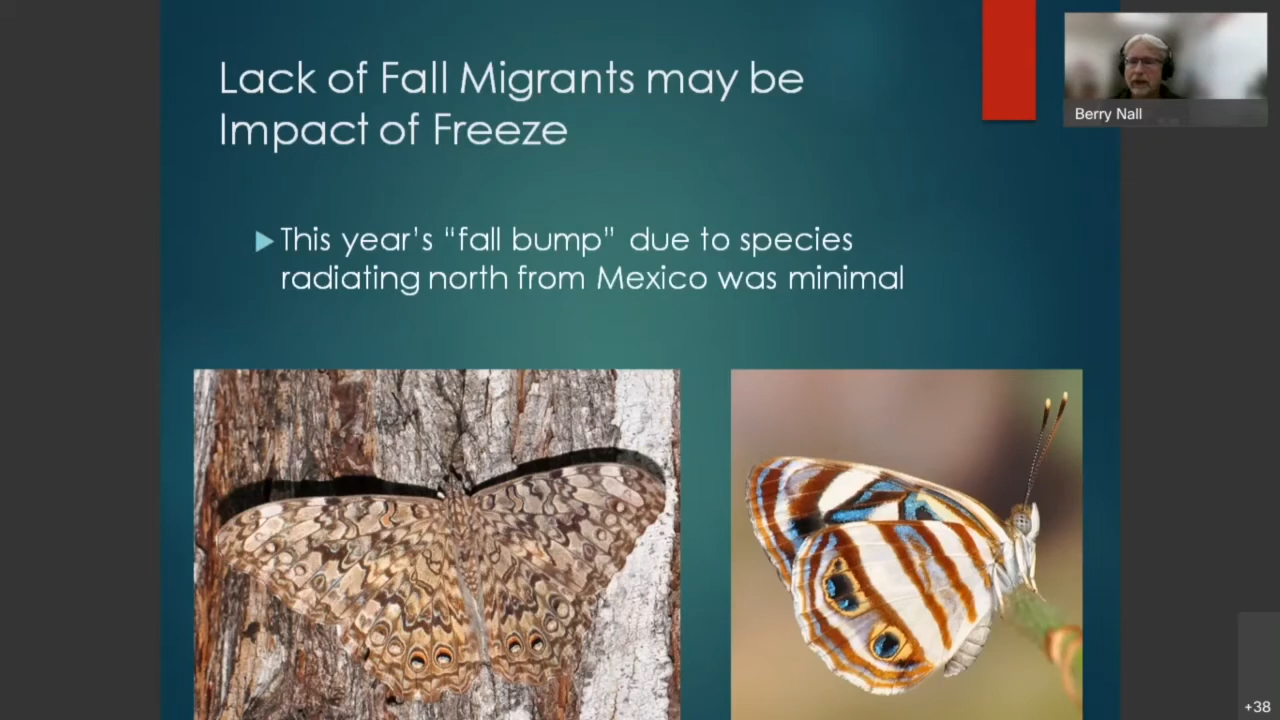 Lack of Fall Migrants may be
Impact of Freeze
Berry Nall
This year's “fall bump” due to species
radiating north from Mexico was minimal
+38